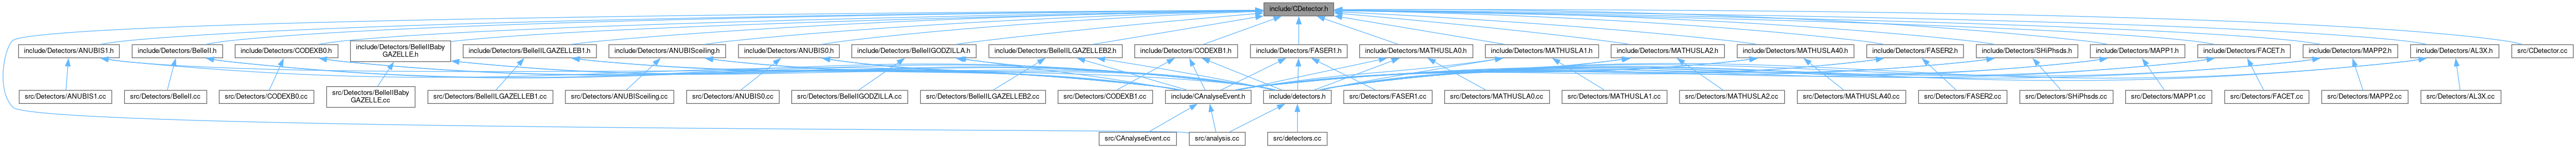 include/CDetector.h
include/Detectors/ANUBIS1.h
include/Detectors/BelleII.h
include/Detectors/CODEXB0.h
include/Detectors/BelleIIBaby
GAZELLE.h
include/Detectors/BelleIILGAZELLEB1.h
include/Detectors/ANUBISceiling.h
include/Detectors/ANUBIS0.h
include/Detectors/BelleIIGODZILLA.h
include/Detectors/BelleIILGAZELLEB2.h
include/Detectors/CODEXB1.h
include/Detectors/FASER1.h
include/Detectors/MATHUSLA0.h
include/Detectors/MATHUSLA1.h
include/Detectors/MATHUSLA2.h
include/Detectors/MATHUSLA40.h
include/Detectors/FASER2.h
include/Detectors/SHiPhsds.h
include/Detectors/MAPP1.h
include/Detectors/FACET.h
include/Detectors/MAPP2.h
include/Detectors/AL3X.h
src/CDetector.cc
src/Detectors/ANUBIS1.cc
src/Detectors/BelleII.cc
src/Detectors/CODEXB0.cc
src/Detectors/BelleIIBaby
GAZELLE.cc
src/Detectors/BelleIILGAZELLEB1.cc
src/Detectors/ANUBISceiling.cc
src/Detectors/ANUBIS0.cc
src/Detectors/BelleIIGODZILLA.cc
src/Detectors/BelleIILGAZELLEB2.cc
src/Detectors/CODEXB1.cc
include/CAnalyseEvent.h
include/detectors.h
src/Detectors/FASER1.cc
src/Detectors/MATHUSLA0.cc
src/Detectors/MATHUSLA1.cc
src/Detectors/MATHUSLA2.cc
src/Detectors/MATHUSLA40.cc
src/Detectors/FASER2.cc
src/Detectors/SHiPhsds.cc
src/Detectors/MAPP1.cc
src/Detectors/FACET.cc
src/Detectors/MAPP2.cc
src/Detectors/AL3X.cc
src/CAnalyseEvent.cc
src/analysis.cc
src/detectors.cc